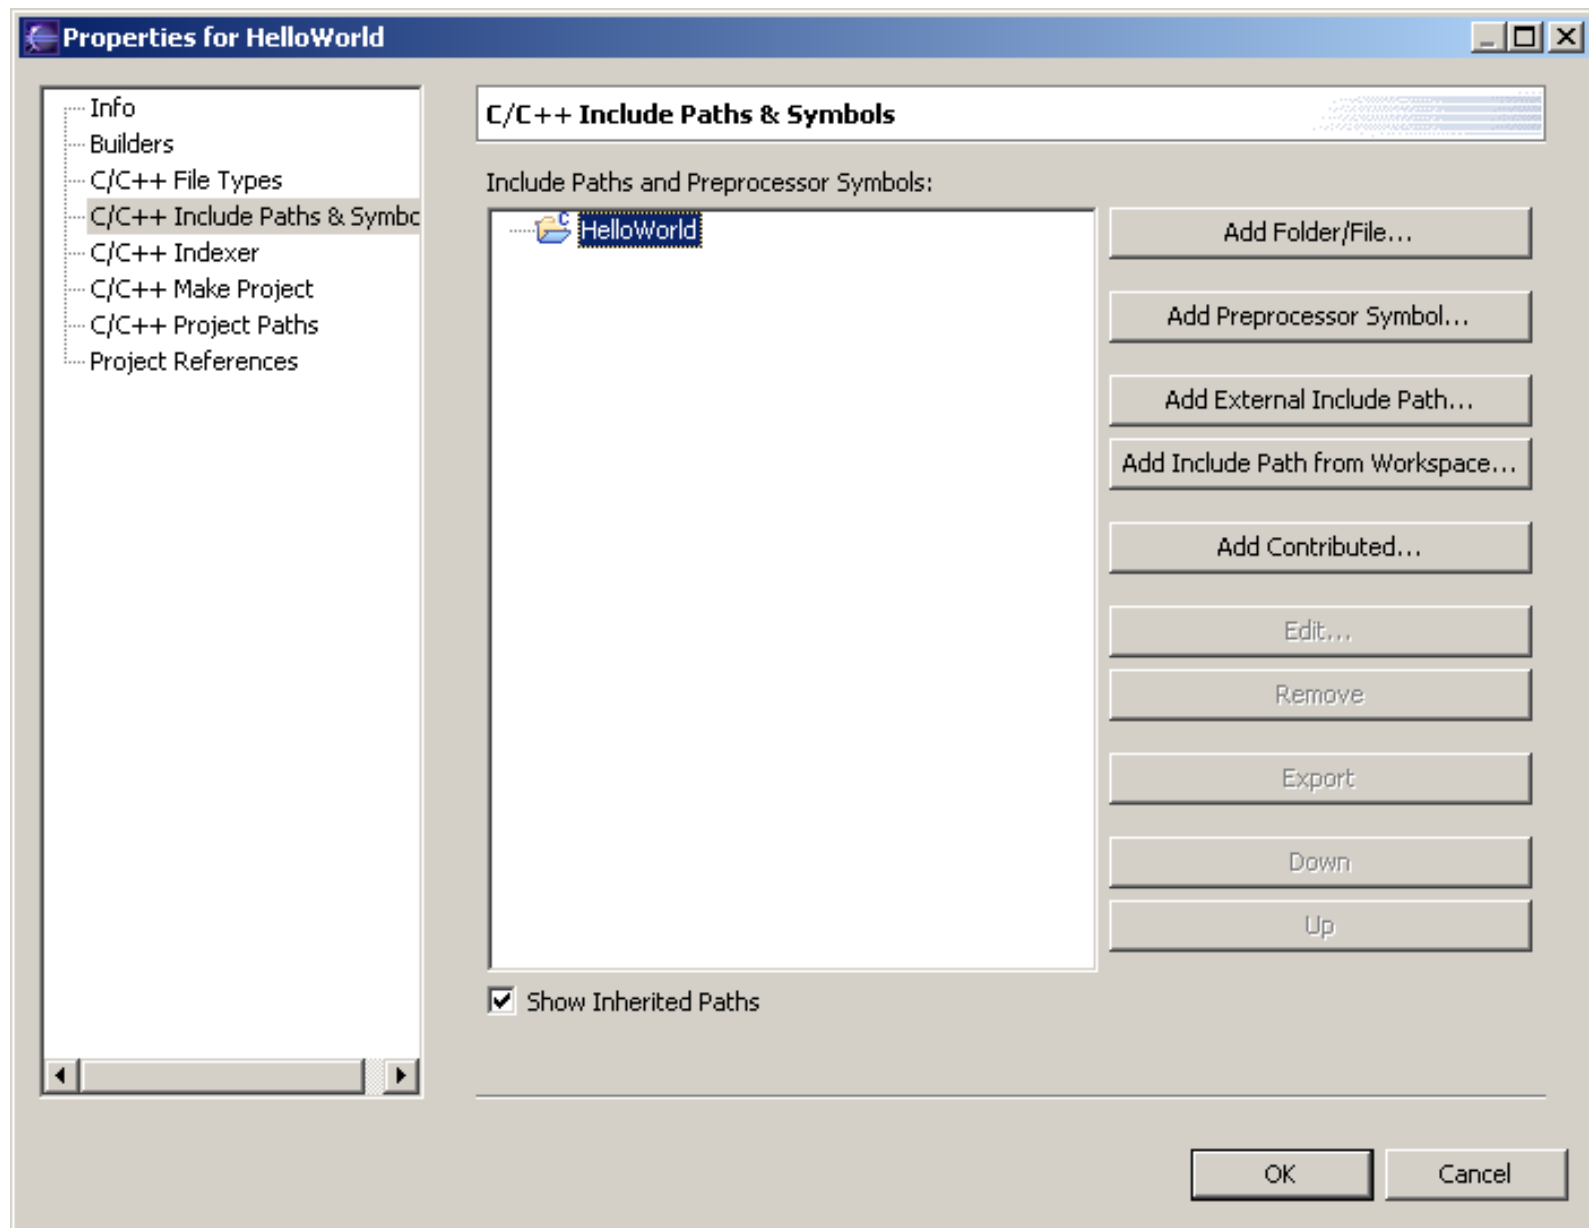 Properties for HelloWorld
Info
Builders
C/C++ File Types
C/C++ Include Paths & Symbo
C/C++ Indexer
C/C++ Make Project
C/C++ Project Paths
Project References
C/C++ Include Paths & Symbols
Include Paths and Preprocessor Symbols:
HelloWorld
Add Folder/File...
Add Preprocessor Symbol...
Add External Include Path...
Add Include Path from Workspace...
Add Contributed...
Edit...
Remove
Export
Down
Up
Show Inherited Paths
OK
Cancel